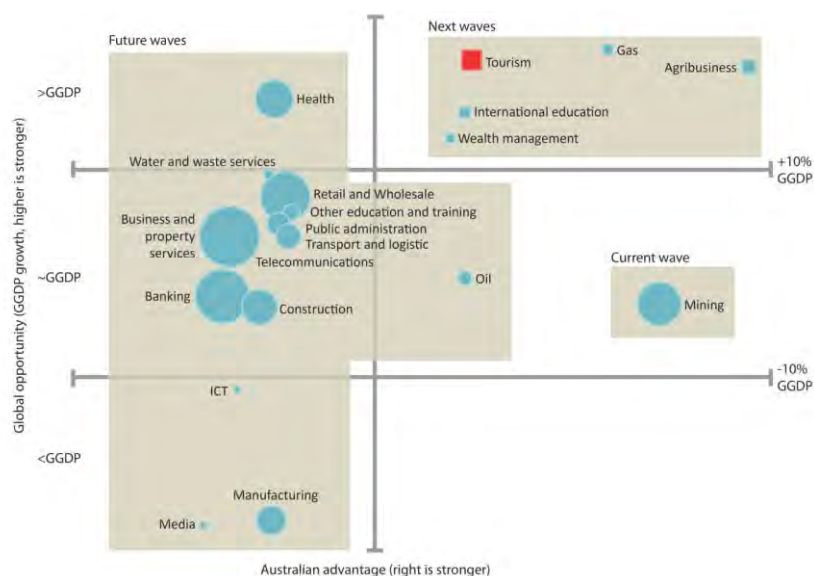 Future waves
Next waves
Gas
Tourism
Agribusiness
>GGDP
Health
International education
Wealth management
Water and waste services
+10%
GGDP
Retail and Wholesale
Other education and training
Business and
property
services
Public administration
Transport and logistic
Telecommunications
Current wave
~GGDP
Banking
Oil
Construction
Mining
Global opportunity (GGDP growth, higher is stronger)
-10%
GGDP
ICT
<GGDP
Manufacturing
Media
Australian advantage (right is stronger)